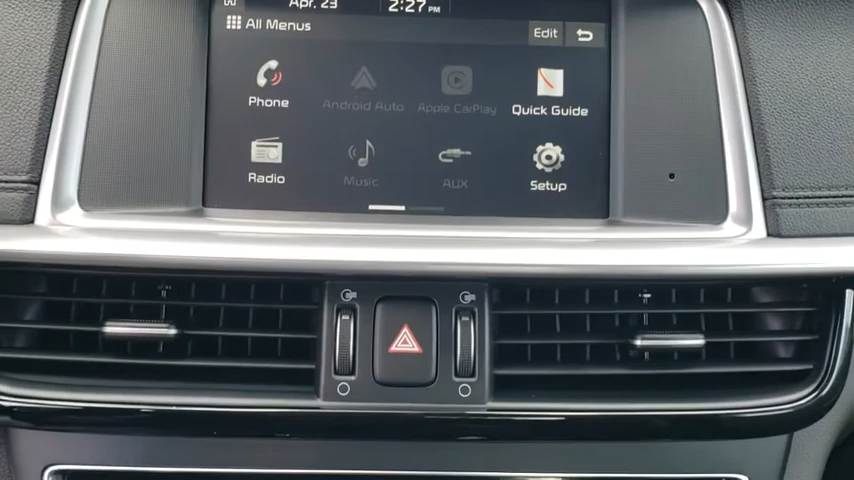 Apr. 23 2:27 PM
All Menus Edit
Phone Android Auto Apple CarPlay Quick Guide
Radio Music AUX Setup